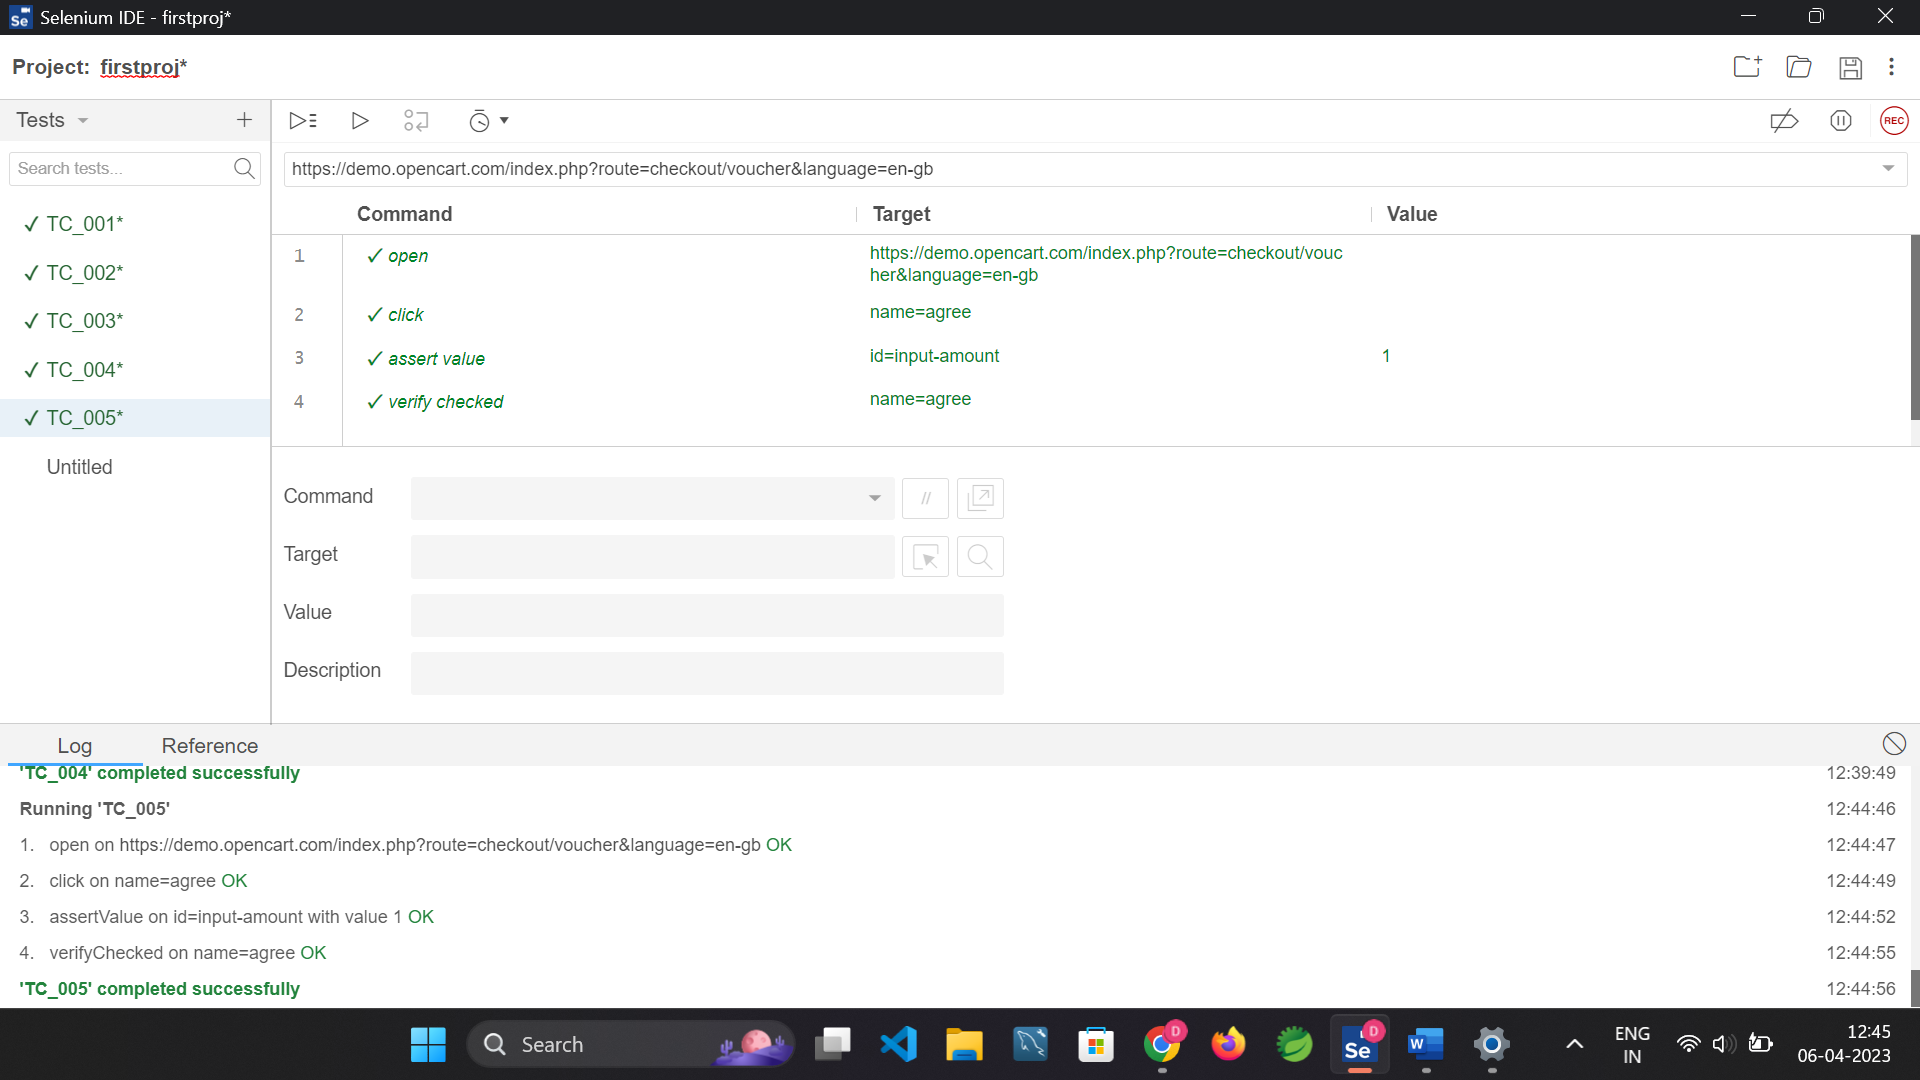 Se Selenium IDE - firstproj*
Project: firstproj*
Tests
Search tests...
✓ TC_001*
✓ TC_002*
✓ TC_003*
✓ TC_004*
✓ TC_005*
Untitled
REC
https://demo.opencart.com/index.php?route=checkout/voucher&language=en-gb
Command Target Value
1 ✓ open https://demo.opencart.com/index.php?route=checkout/vouc
her&language=en-gb
2 ✓ click name=agree
3 ✓ assert value id=input-amount 1
4 ✓ verify checked name=agree
Command //
Target
Value
Description
Log Reference
'TC_004' completed successfully 12:39:49
Running 'TC_005' 12:44:46
1. open on https://demo.opencart.com/index.php?route=checkout/voucher&language=en-gb OK 12:44:47
2. click on name=agree OK 12:44:49
3. assertValue on id=input-amount with value 1 OK 12:44:52
4. verifyChecked on name=agree OK 12:44:55
'TC_005' completed successfully 12:44:56
Search D Se D W ENG 12:45
IN 06-04-2023